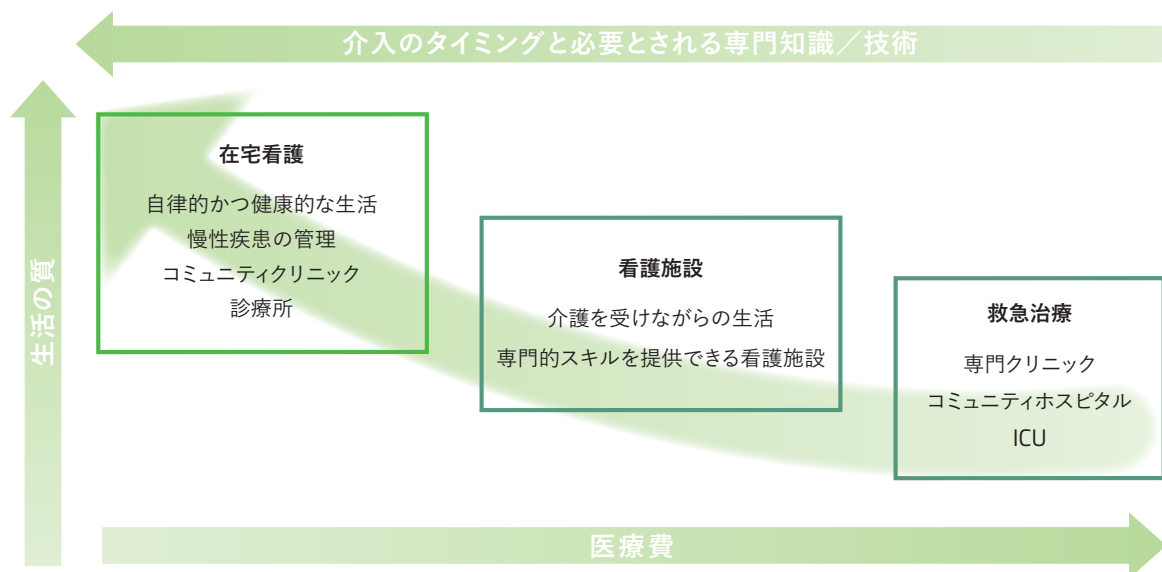 介入のタイミングと必要とされる専門知識／技術
生活の質
在宅看護
自律的かつ健康的な生活
慢性疾患の管理
コミュニティクリニック
診療所
看護施設
介護を受けながらの生活
専門的スキルを提供できる看護施設
救急治療
専門クリニック
コミュニティホスピタル
ICU
医療費